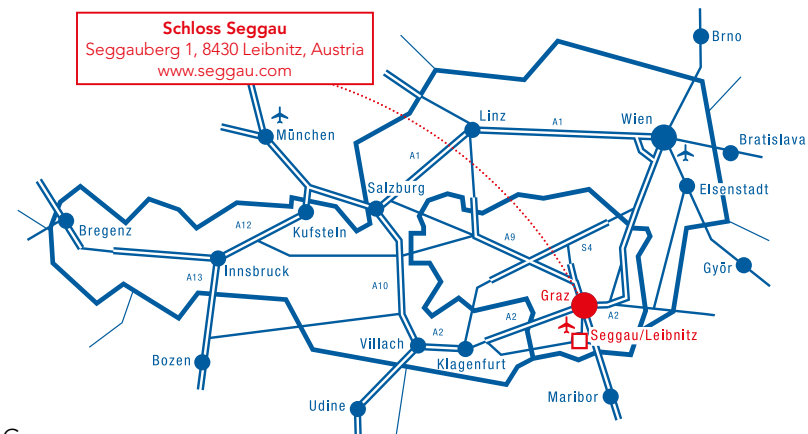 Schloss Seggau
Seggauberg 1, 8430 Leibnitz, Austria
www.seggau.com
Brno
Linz
A1
Wien
München
Bratislava
A1
Salzburg
Elsenstadt
Bregenz
A12
Kufstein
A9
S4
Győr
A13
Innsbruck
A10
Graz
A2
A2
A2
Seggau/Leibnitz
Villach
Klagenfurt
Bozen
Udine
Maribor